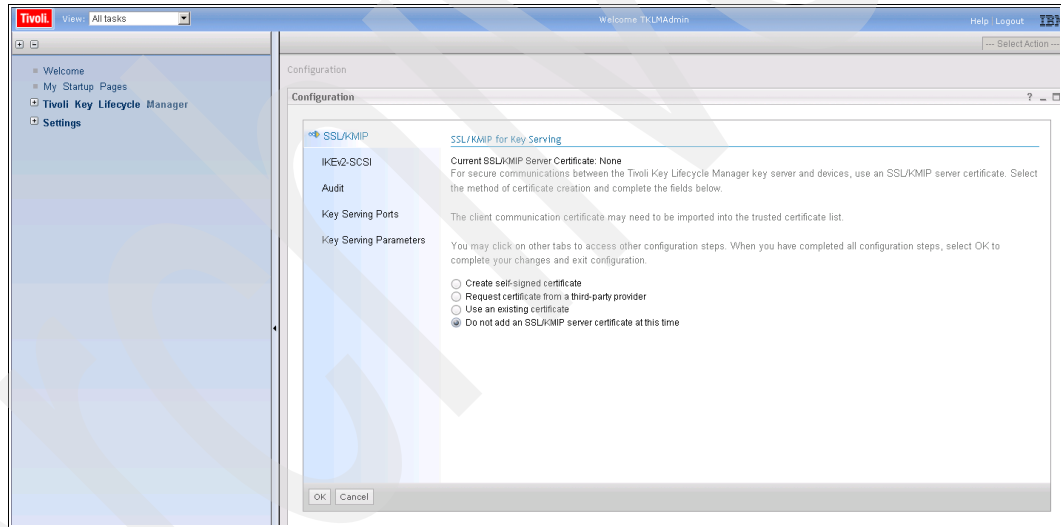 Tivoli. View: All tasks Welcome TKLMAdmin Help Logout IBM
--- Select Action ---
Welcome
My Startup Pages
Tivoli Key Lifecycle Manager
Settings
Configuration
Configuration
SSL/KMIP
IKEv2-SCSI
Audit
Key Serving Ports
Key Serving Parameters
SSL/KMIP for Key Serving
Current SSL/KMIP Server Certificate: None
For secure communications between the Tivoli Key Lifecycle Manager key server and devices, use an SSL/KMIP server certificate. Select
the method of certificate creation and complete the fields below.
The client communication certificate may need to be imported into the trusted certificate list.
You may click on other tabs to access other configuration steps. When you have completed all configuration steps, select OK to
complete your changes and exit configuration.
Create self-signed certificate
Request certificate from a third-party provider
Use an existing certificate
Do not add an SSL/KMIP server certificate at this time
OK Cancel